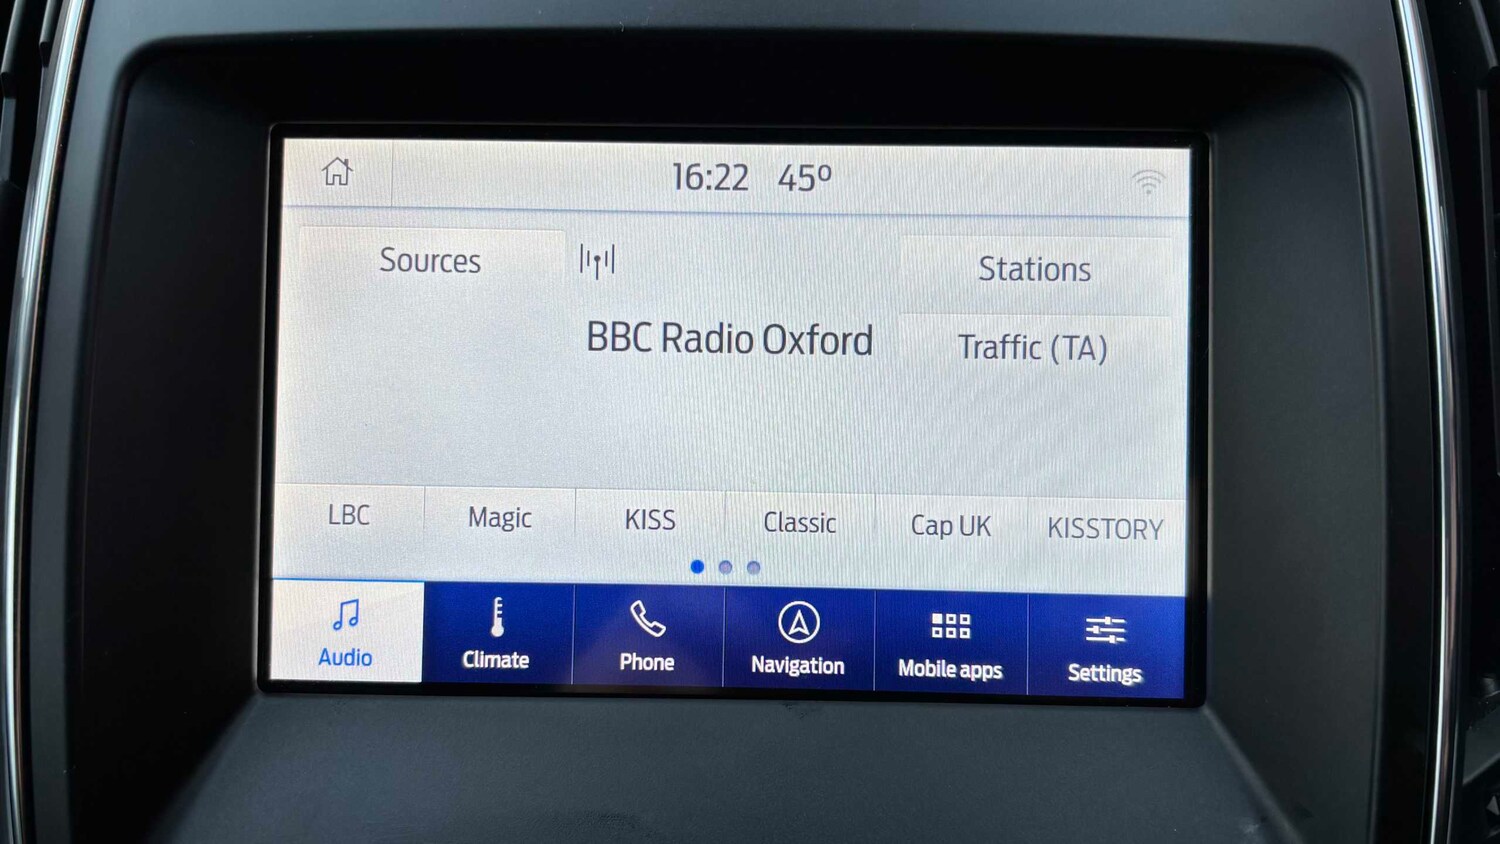 16:22 45º
Sources
Stations
BBC Radio Oxford
Traffic (TA)
LBC
Magic
KISS
Classic
Cap UK
KISSTORY
Audio
Climate
Phone
Navigation
Mobile apps
Settings